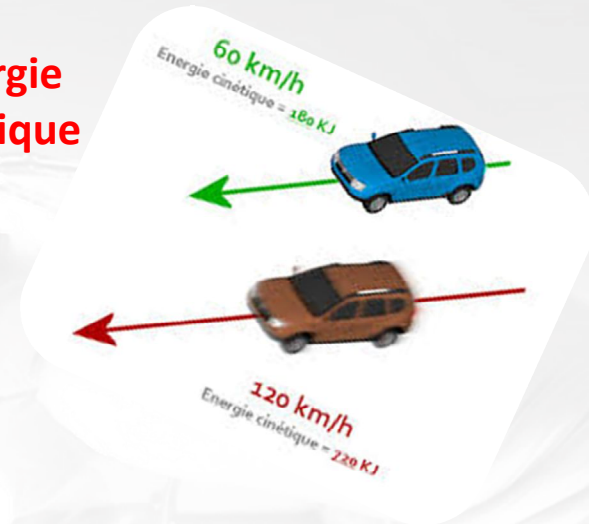 rgie
ique
60 km/h
Energie cinétique = 180 KJ
120 km/h
Energie cinétique = 720 KJ